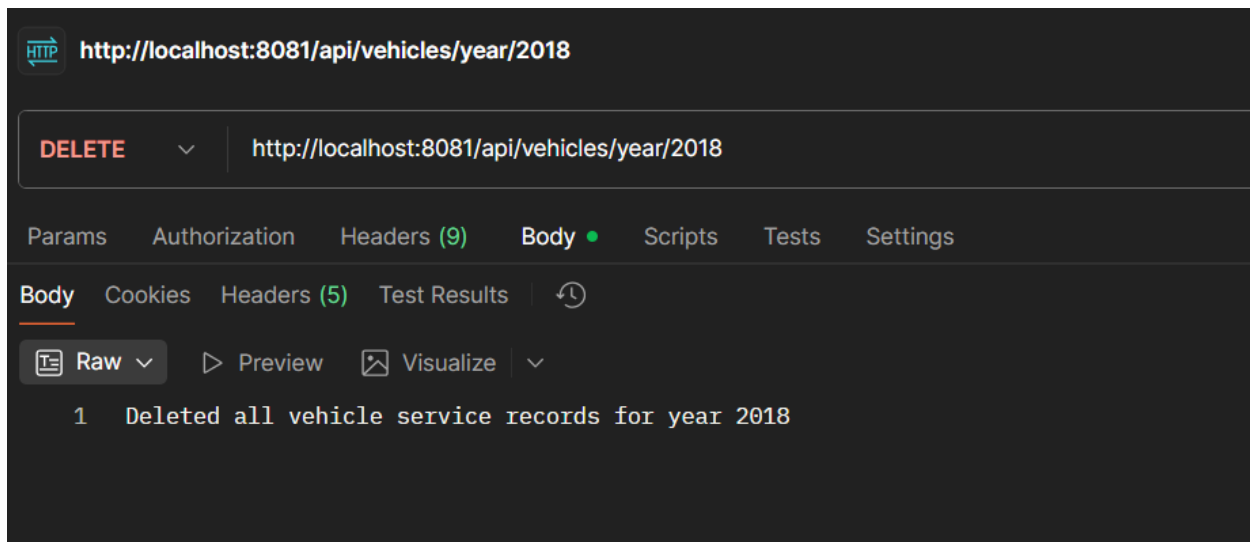 HTTP http://localhost:8081/api/vehicles/year/2018
DELETE http://localhost:8081/api/vehicles/year/2018
Params Authorization Headers (9) Body Scripts Tests Settings
Body Cookies Headers (5) Test Results
Raw Preview Visualize
1 Deleted all vehicle service records for year 2018